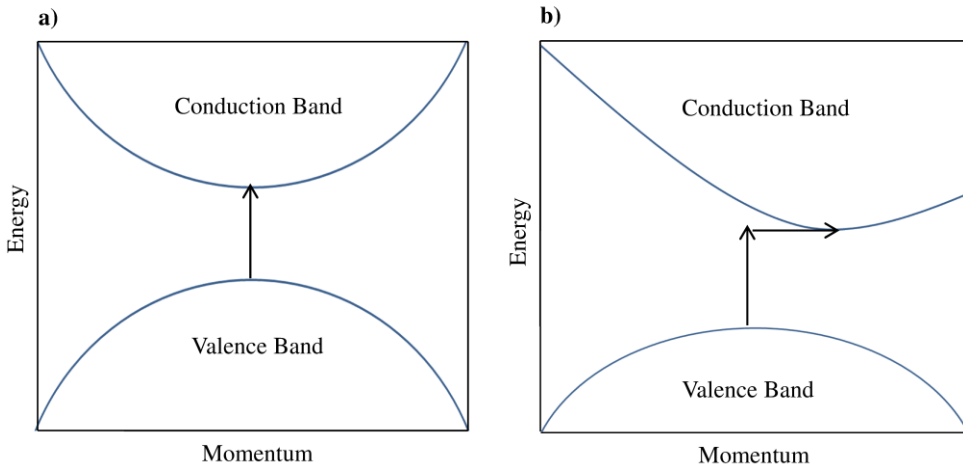 a)
Conduction Band
Energy
Valence Band
Momentum
b)
Conduction Band
Energy
Valence Band
Momentum